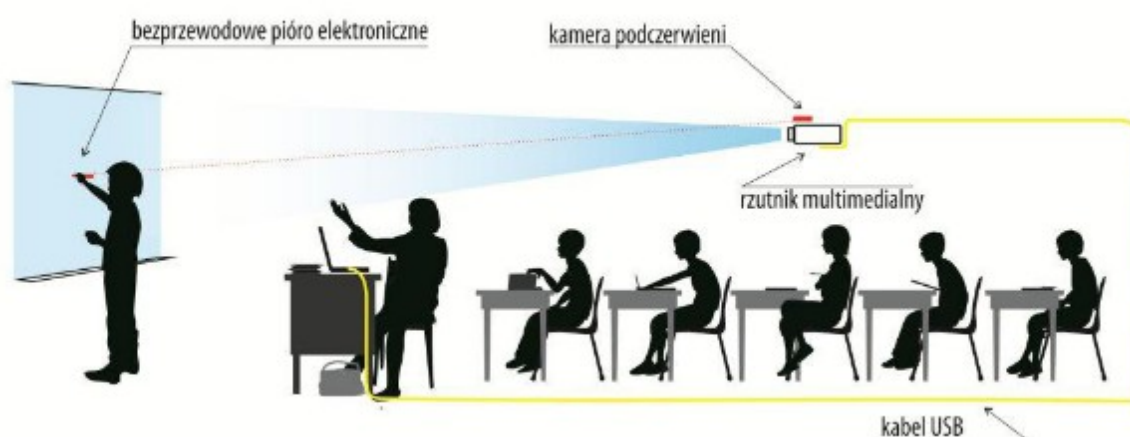 bezprzewodowe pióro elektroniczne
kamera podczerwieni
rzutnik multimedialny
kabel USB